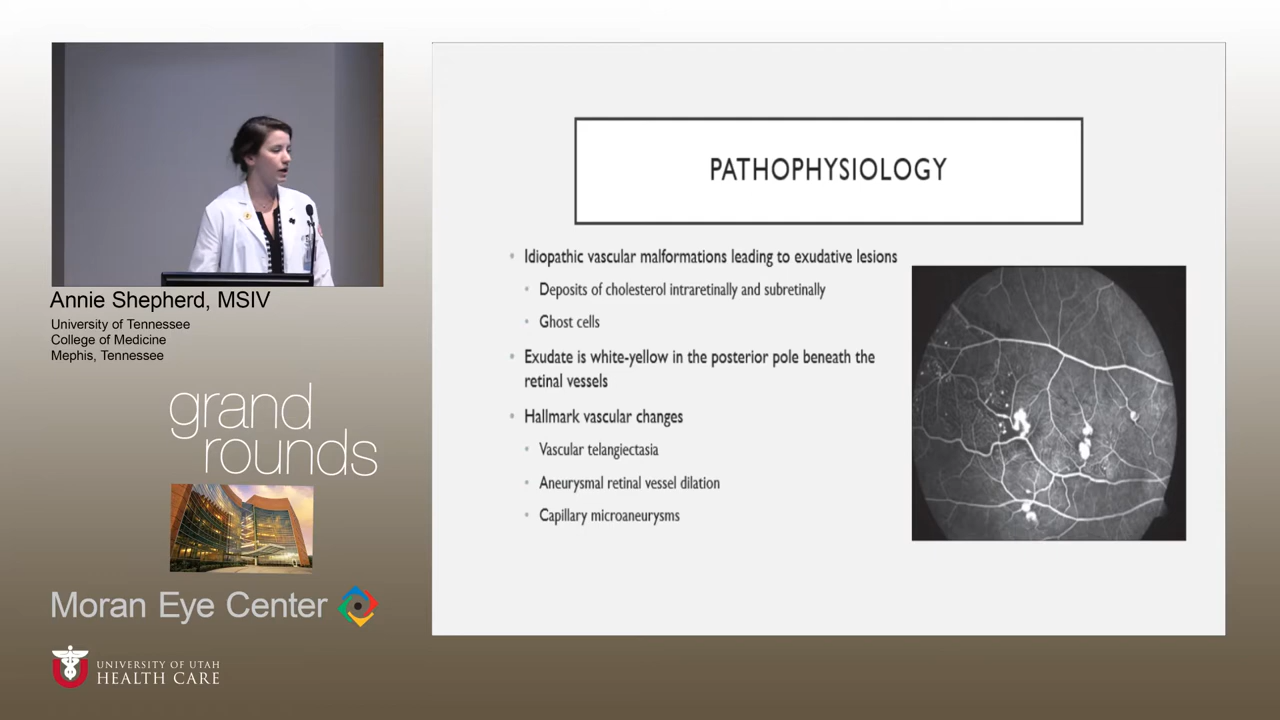 Annie Shepherd, MSIV
University of Tennessee
College of Medicine
Mephis, Tennessee
grand
rounds
Moran Eye Center
UNIVERSITY OF UTAH
HEALTH CARE
PATHOPHYSIOLOGY
Idiopathic vascular malformations leading to exudative lesions
Deposits of cholesterol intraretinally and subretinally
Ghost cells
Exudate is white-yellow in the posterior pole beneath the
retinal vessels
Hallmark vascular changes
Vascular telangiectasia
Aneurysmal retinal vessel dilation
Capillary microaneurysms